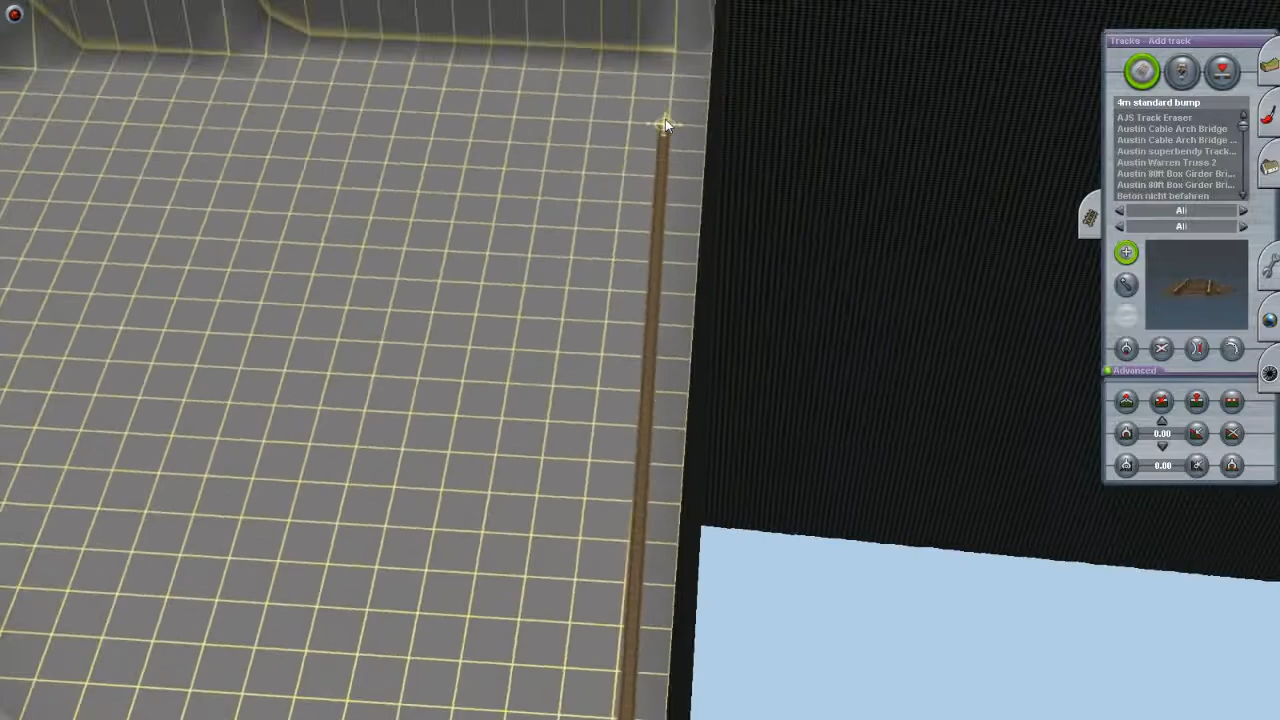 Tracks - Add track
4m standard bump
AJS Track Eraser
Austin Cable Arch Bridge
Austin Cable Arch Bridge ...
Austin superbendy Track...
Austin Warren Truss 2
Austin 80ft Box Girder Bri...
Austin 80ft Box Girder Bri...
Beton nicht befahren
All
All
Advanced
0.00
0.00